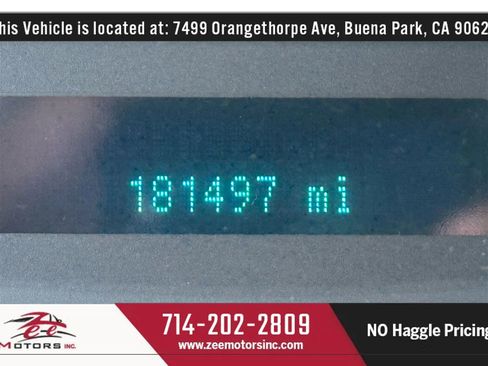 his Vehicle is located at: 7499 Orangethorpe Ave, Buena Park, CA 9062
181497 mi
Zee
MOTORS INC.
714-202-2809
www.zeemotorsinc.com
NO Haggle Pricing